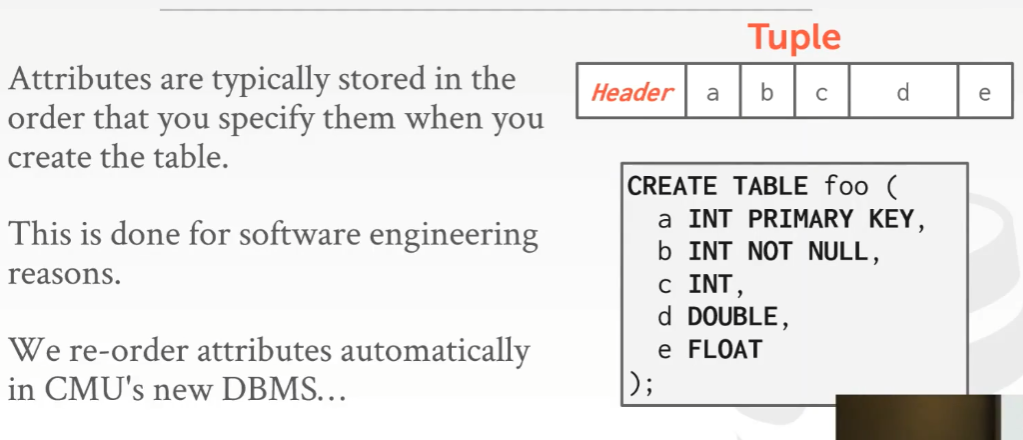 Attributes are typically stored in the
order that you specify them when you
create the table.
This is done for software engineering
reasons.
We re-order attributes automatically
in CMU's new DBMS…
Tuple
Header a b c d e
CREATE TABLE foo (
a INT PRIMARY KEY,
b INT NOT NULL,
c INT,
d DOUBLE,
e FLOAT
);